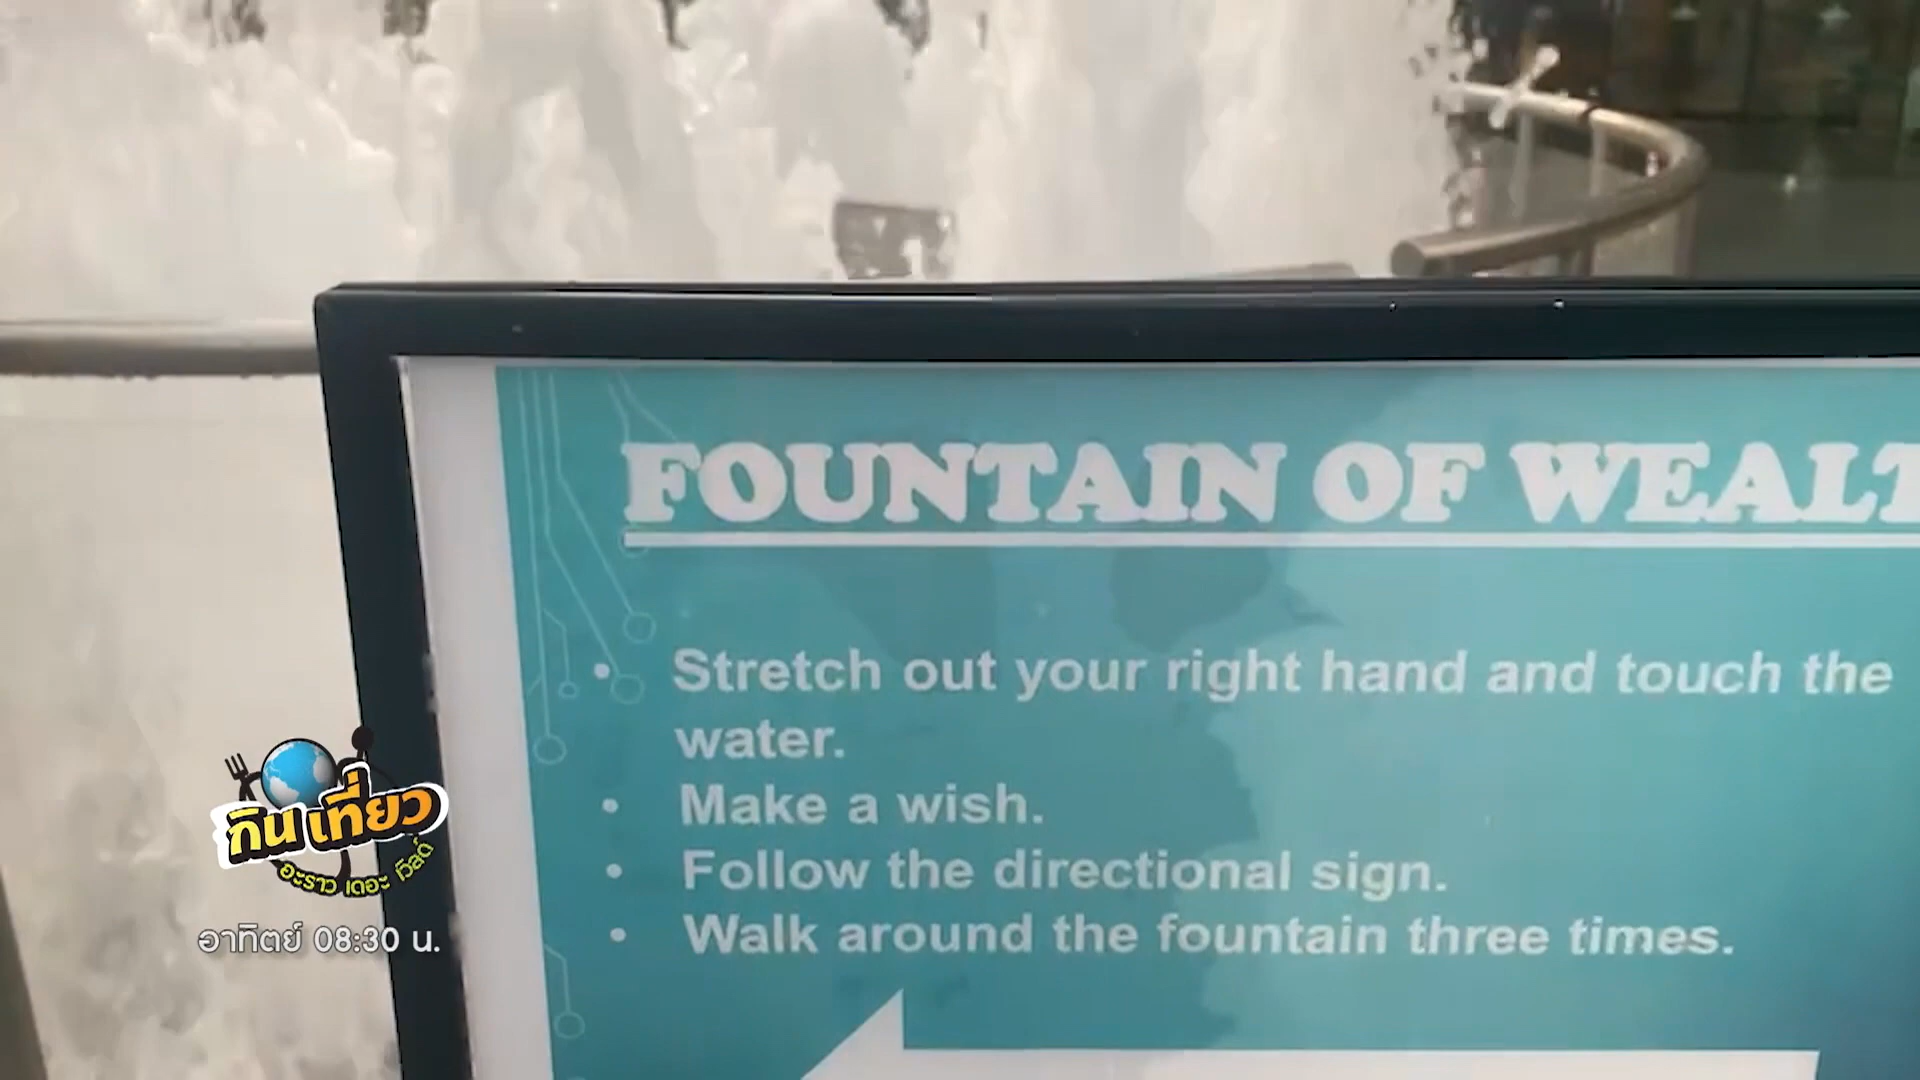 FOUNTAIN OF WEALT
• Stretch out your right hand and touch the
water.
• Make a wish.
• Follow the directional sign.
• Walk around the fountain three times.
กิน เที่ยว
อะราว เดอะ เวิลด์
อาทิตย์ 08:30 น.